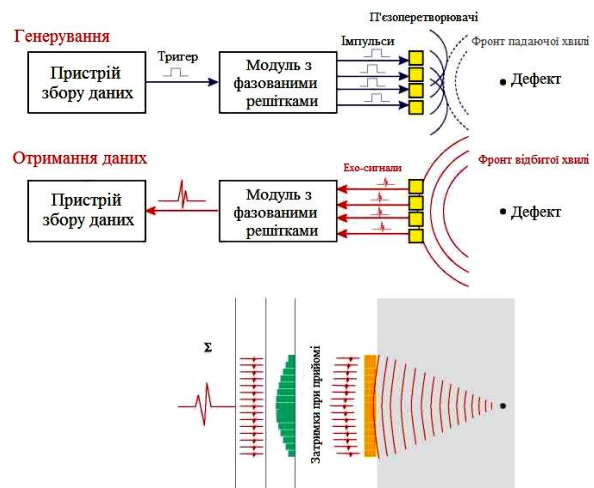 П'єзоперетворювачі
Генерування
Імпульси
Фронт падаючої хвилі
Тригер
Пристрій
збору даних
Модуль з
фазованими
решітками
Дефект
Отримання даних
Ехо-сигнали
Фронт відбитої хвилі
Пристрій
збору даних
Модуль з
фазованими
решітками
Дефект
Σ
Затримки при прийомі